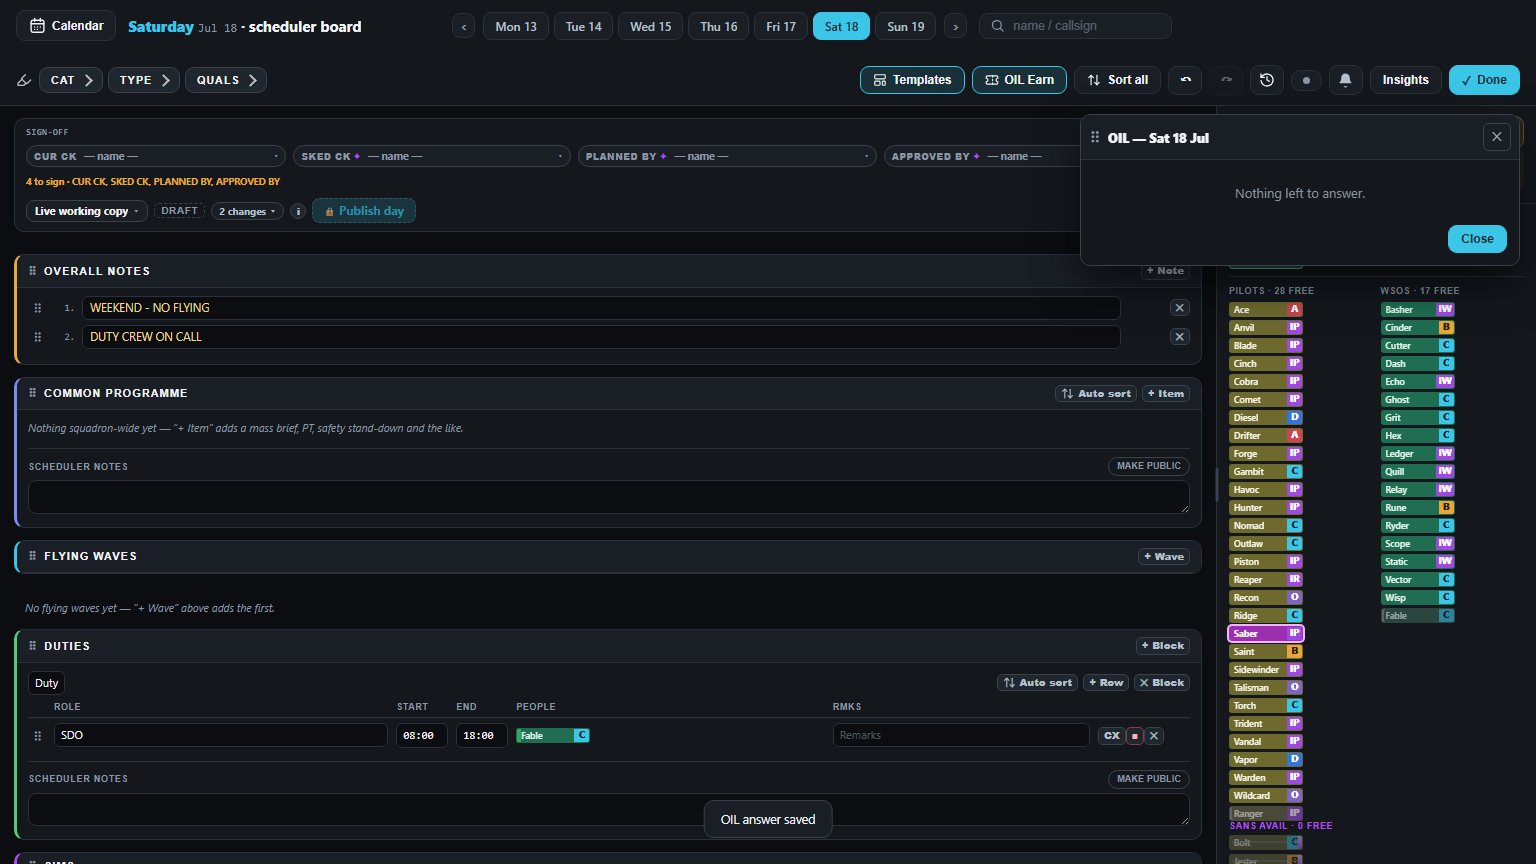 Calendar
Saturday Jul 18 · scheduler board
Mon 13
Tue 14
Wed 15
Thu 16
Fri 17
Sat 18
Sun 19
name / callsign
CAT
TYPE
QUALS
Templates
OIL Earn
Sort all
Insights
✓ Done
SIGN-OFF
CUR CK — name —
SKED CK ✦ — name —
PLANNED BY ✦ — name —
APPROVED BY ✦ — name —
4 to sign · CUR CK, SKED CK, PLANNED BY, APPROVED BY
Live working copy
DRAFT
2 changes
i
Publish day
OIL — Sat 18 Jul
Nothing left to answer.
Close
OVERALL NOTES
+ Note
1. WEEKEND - NO FLYING
2. DUTY CREW ON CALL
COMMON PROGRAMME
Auto sort
+ Item
Nothing squadron-wide yet — "+ Item" adds a mass brief, PT, safety stand-down and the like.
SCHEDULER NOTES
MAKE PUBLIC
FLYING WAVES
+ Wave
No flying waves yet — "+ Wave" above adds the first.
DUTIES
+ Block
Duty
Auto sort
+ Row
✕ Block
ROLE
START
END
PEOPLE
RMKS
SDO
08:00
18:00
Fable C
Remarks
CX
SCHEDULER NOTES
MAKE PUBLIC
OIL answer saved
PILOTS · 28 FREE
Ace A
Anvil IP
Blade IP
Cinch IP
Cobra IP
Comet IP
Diesel D
Drifter A
Forge IP
Gambit C
Havoc IP
Hunter IP
Nomad C
Outlaw C
Piston IP
Reaper IR
Recon O
Ridge C
Saber IP
Saint B
Sidewinder IP
Talisman O
Torch C
Trident IP
Vandal IP
Vapor D
Warden IP
Wildcard O
Ranger IP
SANS AVAIL · 0 FREE
Bolt C
WSOS · 17 FREE
Basher IW
Cinder B
Cutter C
Dash C
Echo IW
Ghost C
Grit C
Hex C
Ledger IW
Quill IW
Relay IW
Rune B
Ryder C
Scope IW
Static IW
Vector C
Wisp C
Fable C